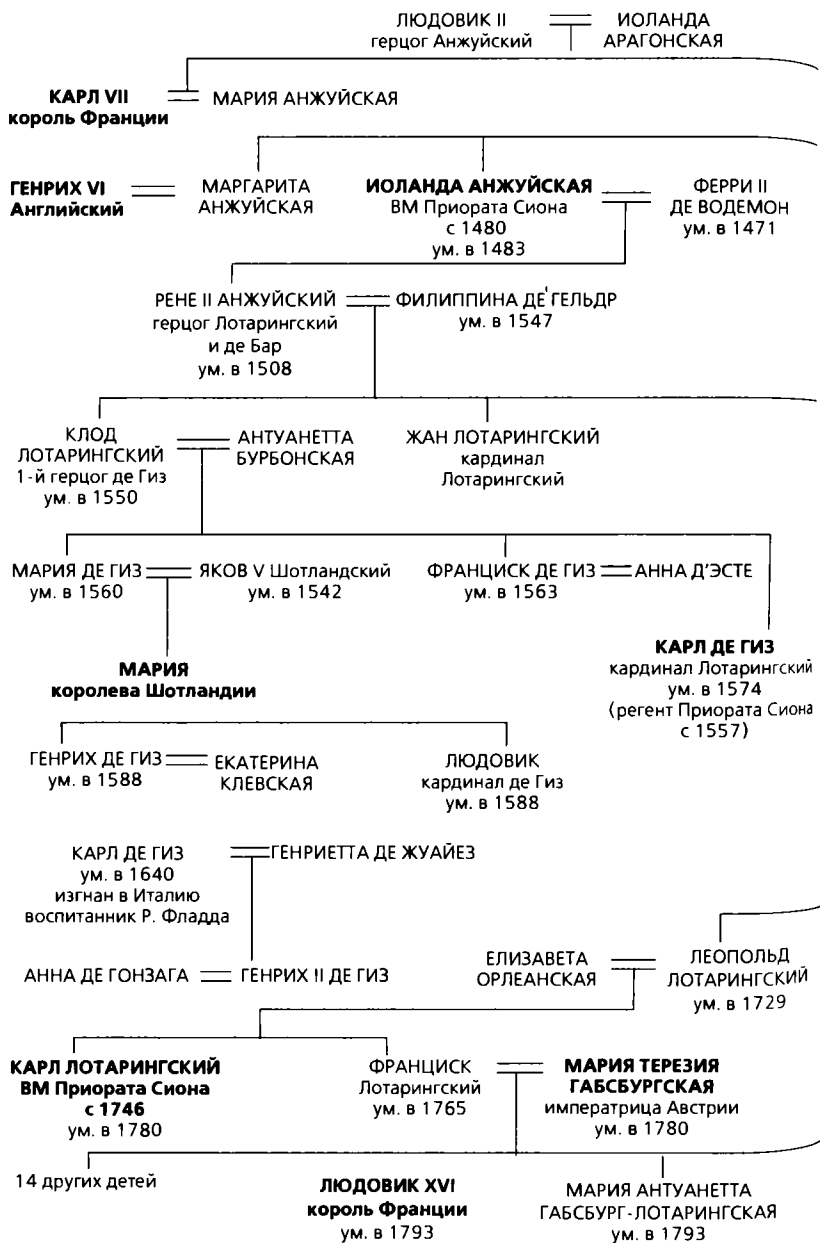 ЛЮДОВИК II
герцог Анжуйский
ИОЛАНДА
АРАГОНСКАЯ
КАРЛ VII
король Франции
МАРИЯ АНЖУЙСКАЯ
ГЕНРИХ VI
Английский
МАРГАРИТА
АНЖУЙСКАЯ
ИОЛАНДА АНЖУЙСКАЯ
ВМ Приората Сиона
с 1480
ум. в 1483
ФЕРРИ II
ДЕ ВОДЕМОН
ум. в 1471
РЕНЕ II АНЖУЙСКИЙ
герцог Лотарингский
и де Бар
ум. в 1508
ФИЛИППИНА ДЕ'ГЕЛЬДР
ум. в 1547
КЛОД
ЛОТАРИНГСКИЙ
1-й герцог де Гиз
ум. в 1550
АНТУАНЕТТА
БУРБОНСКАЯ
ЖАН ЛОТАРИНГСКИЙ
кардинал
Лотарингский
МАРИЯ ДЕ ГИЗ
ум. в 1560
ЯКОВ V Шотландский
ум. в 1542
ФРАНЦИСК ДЕ ГИЗ
ум. в 1563
АННА Д'ЭСТЕ
МАРИЯ
королева Шотландии
КАРЛ ДЕ ГИЗ
кардинал Лотарингский
ум. в 1574
(регент Приората Сиона
с 1557)
ГЕНРИХ ДЕ ГИЗ
ум. в 1588
ЕКАТЕРИНА
КЛЕВСКАЯ
ЛЮДОВИК
кардинал де Гиз
ум. в 1588
КАРЛ ДЕ ГИЗ
ум. в 1640
изгнан в Италию
воспитанник Р. Фладда
ГЕНРИЕТТА ДЕ ЖУАЙЕЗ
АННА ДЕ ГОНЗАГА
ГЕНРИХ II ДЕ ГИЗ
ЕЛИЗАВЕТА
ОРЛЕАНСКАЯ
ЛЕОПОЛЬД
ЛОТАРИНГСКИЙ
ум. в 1729
КАРЛ ЛОТАРИНГСКИЙ
ВМ Приората Сиона
с 1746
ум. в 1780
ФРАНЦИСК
Лотарингский
ум. в 1765
МАРИЯ ТЕРЕЗИЯ
ГАБСБУРГСКАЯ
императрица Австрии
ум. в 1780
14 других детей
ЛЮДОВИК XVI
король Франции
ум. в 1793
МАРИЯ АНТУАНЕТТА
ГАБСБУРГ-ЛОТАРИНГСКАЯ
ум. в 1793